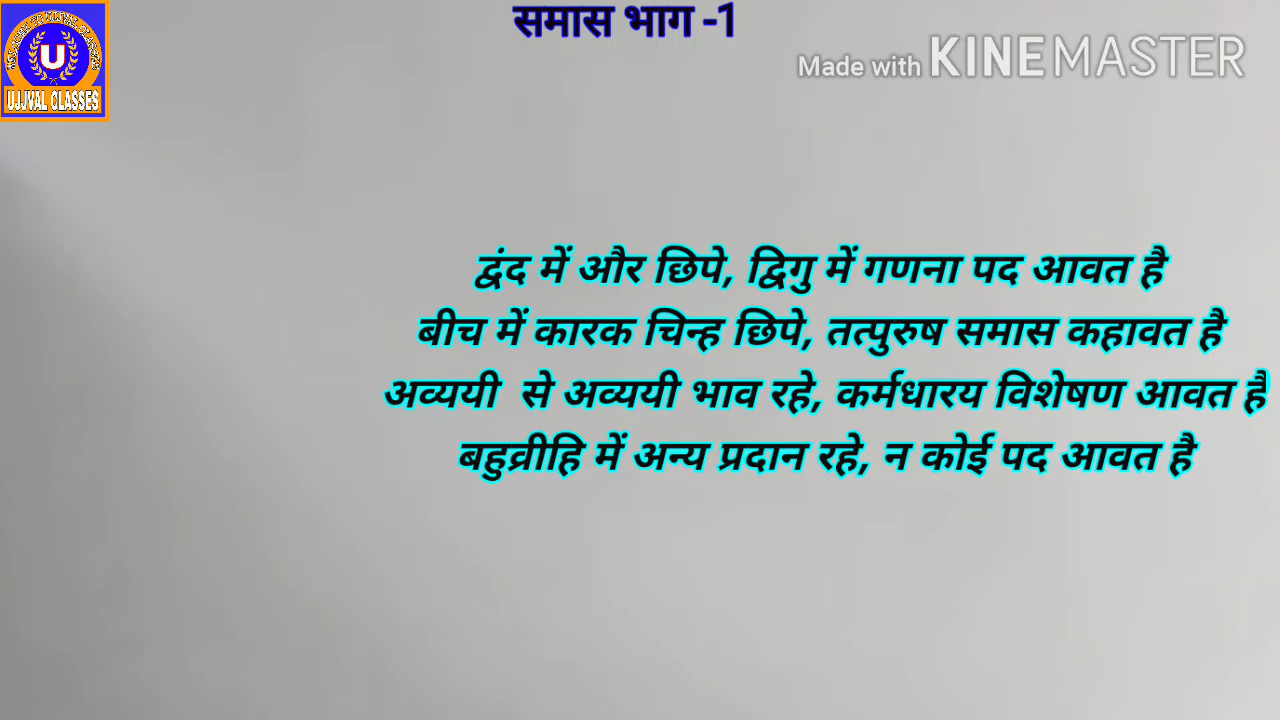 समास भाग -1
Made with KINEMASTER
U
UJJVAL CLASSES
द्वंद में और छिपे, द्विगु में गणना पद आवत है
बीच में कारक चिन्ह छिपे, तत्पुरुष समास कहावत है
अव्ययी से अव्ययी भाव रहे, कर्मधारय विशेषण आवत है
बहुव्रीहि में अन्य प्रदान रहे, न कोई पद आवत है